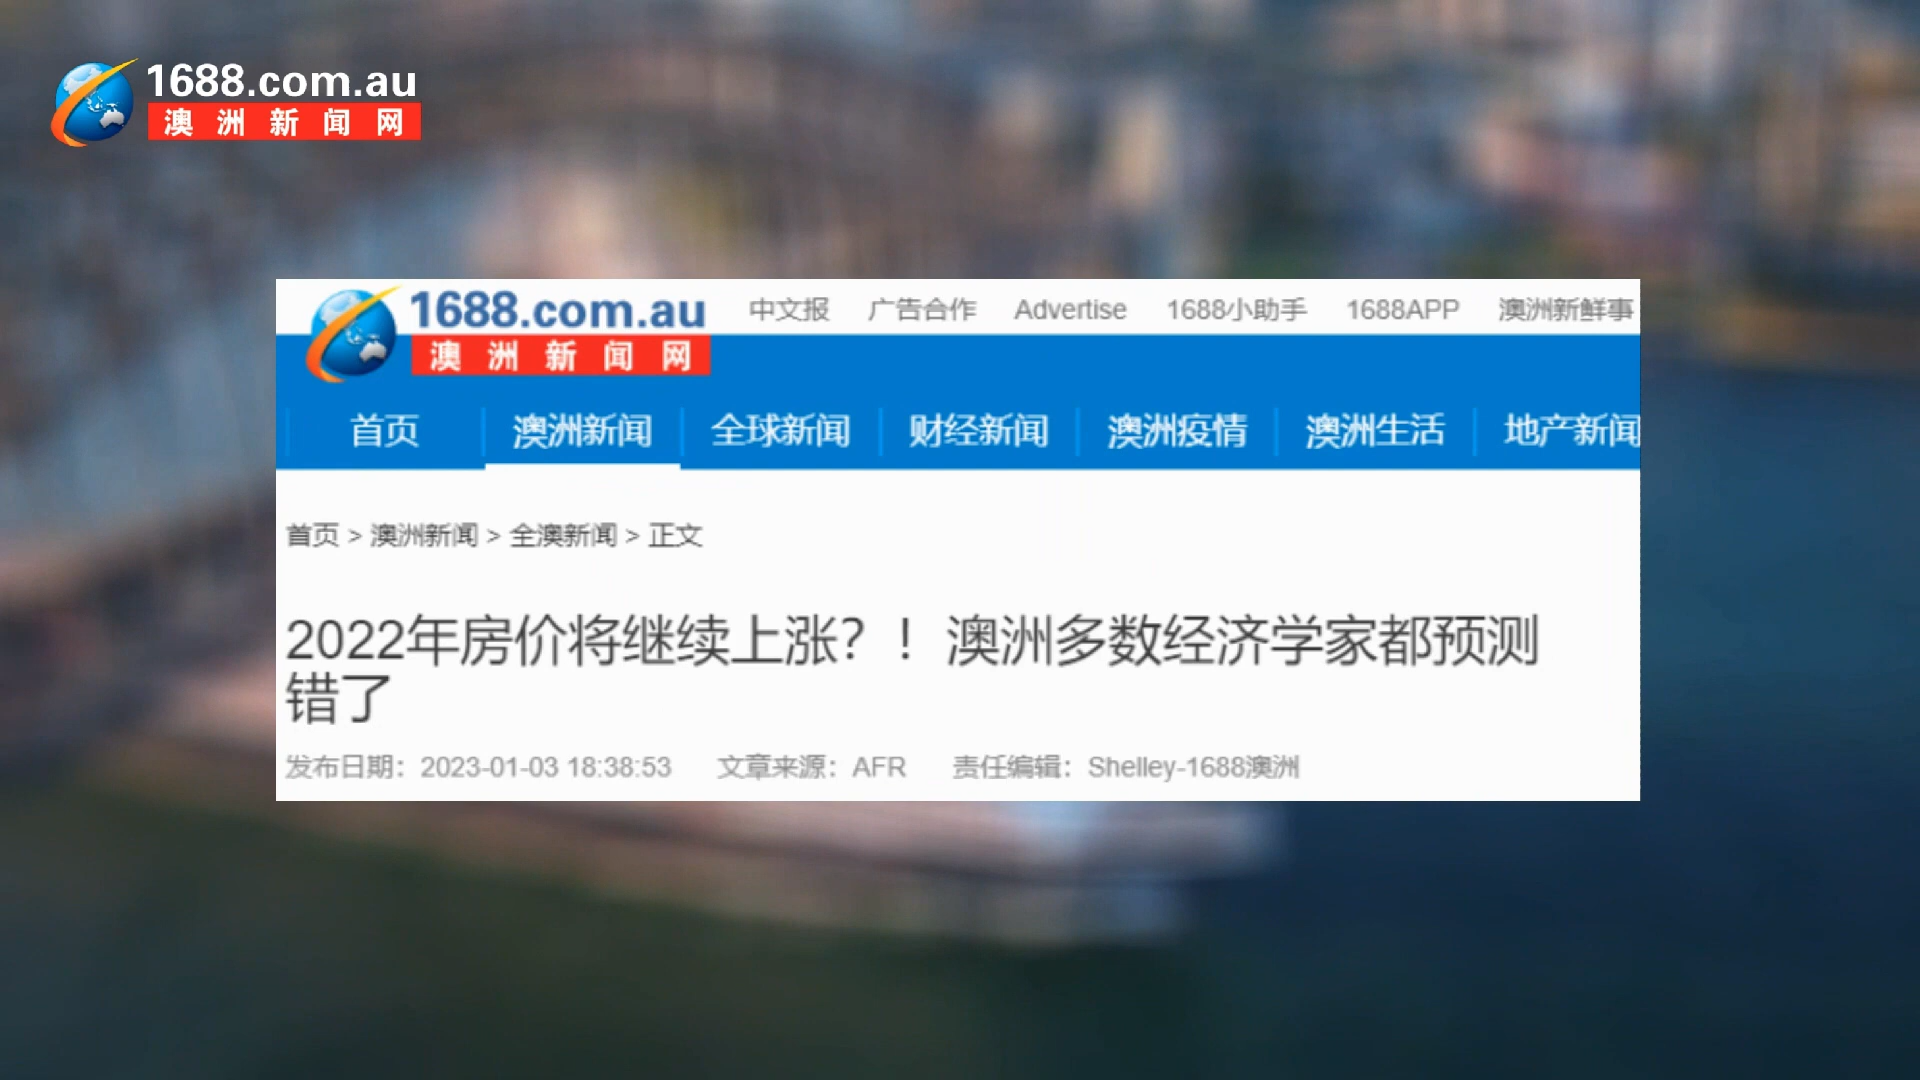 1688.com.au
澳洲新闻网
1688.com.au 中文报 广告合作 Advertise 1688小助手 1688APP 澳洲新鲜事
澳洲新闻网
首页 澳洲新闻 全球新闻 财经新闻 澳洲疫情 澳洲生活 地产新闻
首页 > 澳洲新闻 > 全澳新闻 > 正文
2022年房价将继续上涨？！澳洲多数经济学家都预测
错了
发布日期：2023-01-03 18:38:53 文章来源：AFR 责任编辑：Shelley-1688澳洲